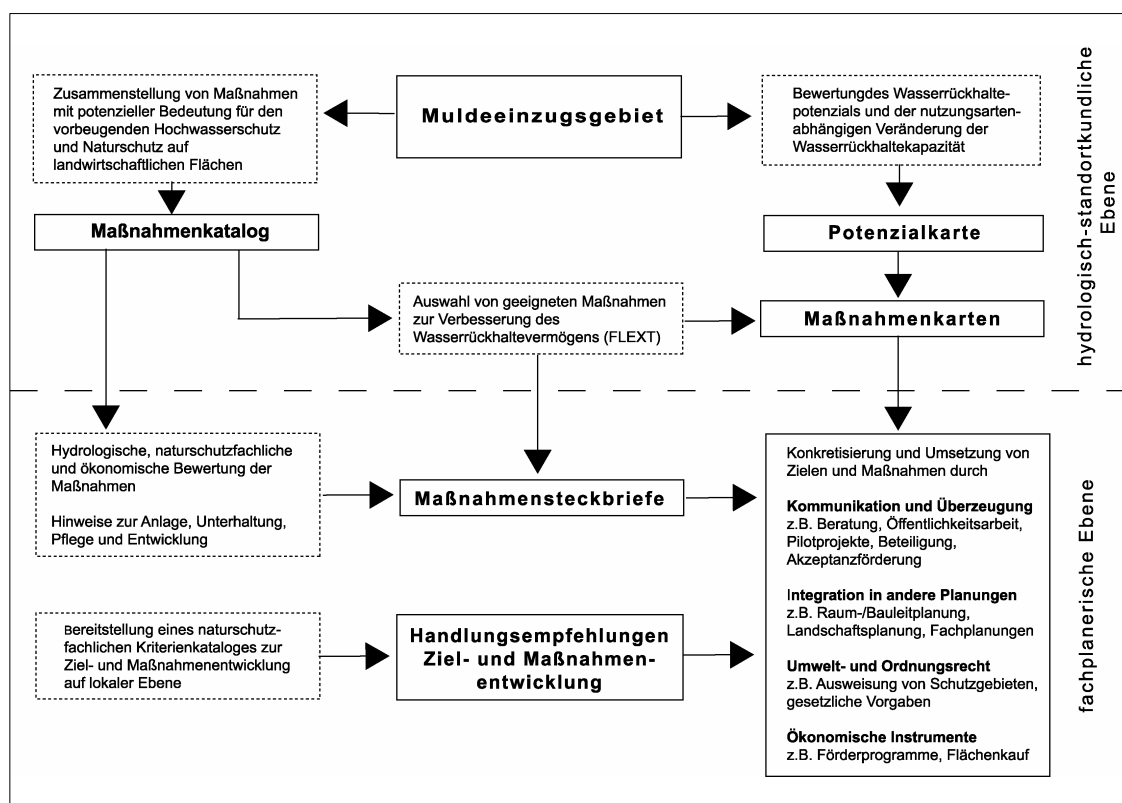 Zusammenstellung von Maßnahmen
mit potenzieller Bedeutung für den
vorbeugenden Hochwasserschutz
und Naturschutz auf
landwirtschaftlichen Flächen
Muldeeinzugsgebiet
Bewertungdes Wasserrückhalte-
potenzials und der nutzungsarten-
abhängigen Veränderung der
Wasserrückhaltekapazität
Maßnahmenkatalog
Potenzialkarte
Auswahl von geeigneten Maßnahmen
zur Verbesserung des
Wasserrückhaltevermögens (FLEXT)
Maßnahmenkarten
hydrologisch-standortkundliche
Ebene
Hydrologische, naturschutzfachliche
und ökonomische Bewertung der
Maßnahmen
Hinweise zur Anlage, Unterhaltung,
Pflege und Entwicklung
Maßnahmensteckbriefe
Bereitstellung eines naturschutz-
fachlichen Kriterienkataloges zur
Ziel- und Maßnahmenentwicklung
auf lokaler Ebene
Handlungsempfehlungen
Ziel- und Maßnahmen-
entwicklung
Konkretisierung und Umsetzung von
Zielen und Maßnahmen durch
Kommunikation und Überzeugung
z.B. Beratung, Öffentlichkeitsarbeit,
Pilotprojekte, Beteiligung,
Akzeptanzförderung
Integration in andere Planungen
z.B. Raum-/Bauleitplanung,
Landschaftsplanung, Fachplanungen
Umwelt- und Ordnungsrecht
z.B. Ausweisung von Schutzgebieten,
gesetzliche Vorgaben
Ökonomische Instrumente
z.B. Förderprogramme, Flächenkauf
fachplanerische Ebene